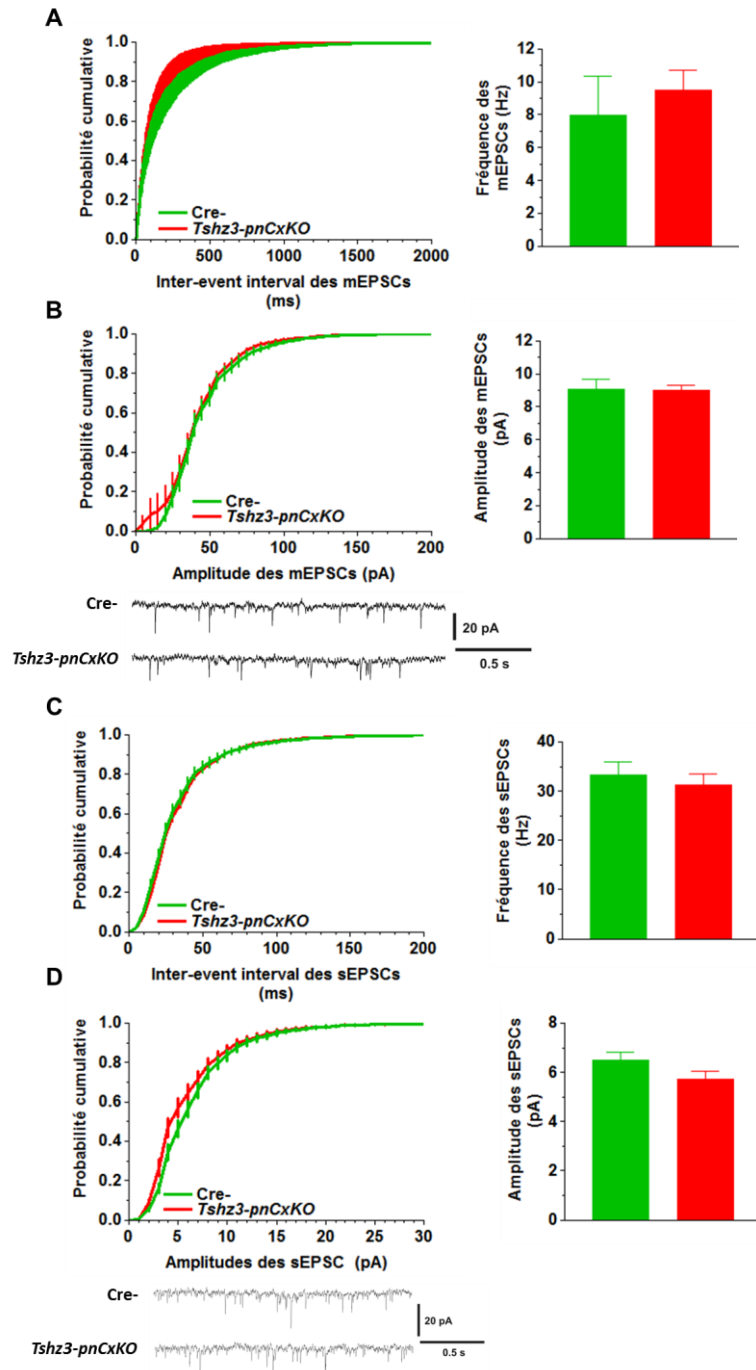 A
Probabilité cumulative
1.0
0.8
0.6
0.4
0.2
0.0
Cre-
Tshz3-pnCxKO
0 500 1000 1500 2000
Inter-event interval des mEPSCs
(ms)
Fréquence des
mEPSCs (Hz)
12
10
8
6
4
2
0
B
Probabilité cumulative
1.0
0.8
0.6
0.4
0.2
0.0
Cre-
Tshz3-pnCxKO
0 50 100 150 200
Amplitude des mEPSCs (pA)
Amplitude des mEPSCs
(pA)
12
10
8
6
4
2
0
Cre-
Tshz3-pnCxKO
20 pA
0.5 s
C
Probabilité cumulative
1.0
0.8
0.6
0.4
0.2
0.0
Cre-
Tshz3-pnCxKO
0 50 100 150 200
Inter-event interval des sEPSCs
(ms)
Fréquence des sEPSCs
(Hz)
40
30
20
10
0
D
Probabilité cumulative
1.0
0.8
0.6
0.4
0.2
0.0
Cre-
Tshz3-pnCxKO
0 5 10 15 20 25 30
Amplitudes des sEPSC (pA)
Amplitude des sEPSCs
(pA)
8
6
4
2
0
Cre-
Tshz3-pnCxKO
20 pA
0.5 s